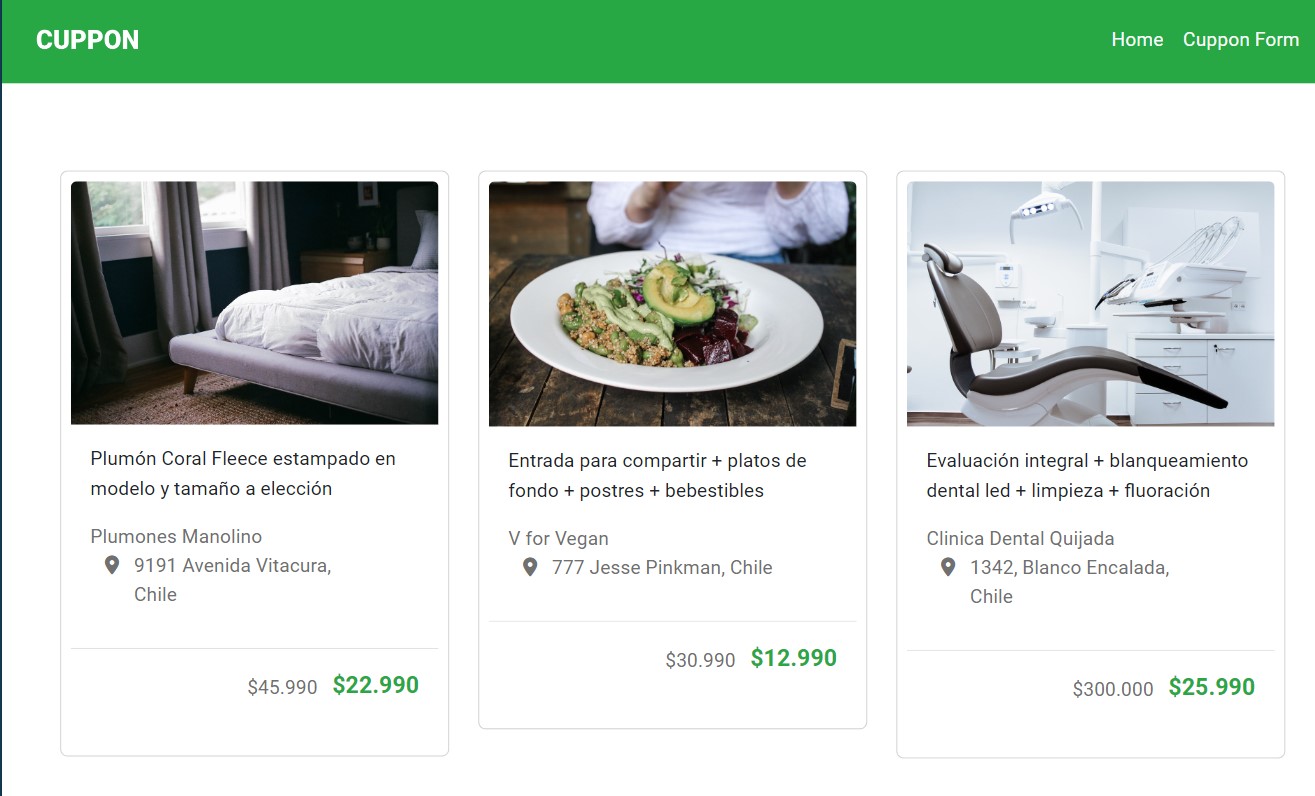 CUPPON
Home Cuppon Form
Plumón Coral Fleece estampado en
modelo y tamaño a elección
Plumones Manolino
9191 Avenida Vitacura,
Chile
$45.990 $22.990
Entrada para compartir + platos de
fondo + postres + bebestibles
V for Vegan
777 Jesse Pinkman, Chile
$30.990 $12.990
Evaluación integral + blanqueamiento
dental led + limpieza + fluoración
Clinica Dental Quijada
1342, Blanco Encalada,
Chile
$300.000 $25.990